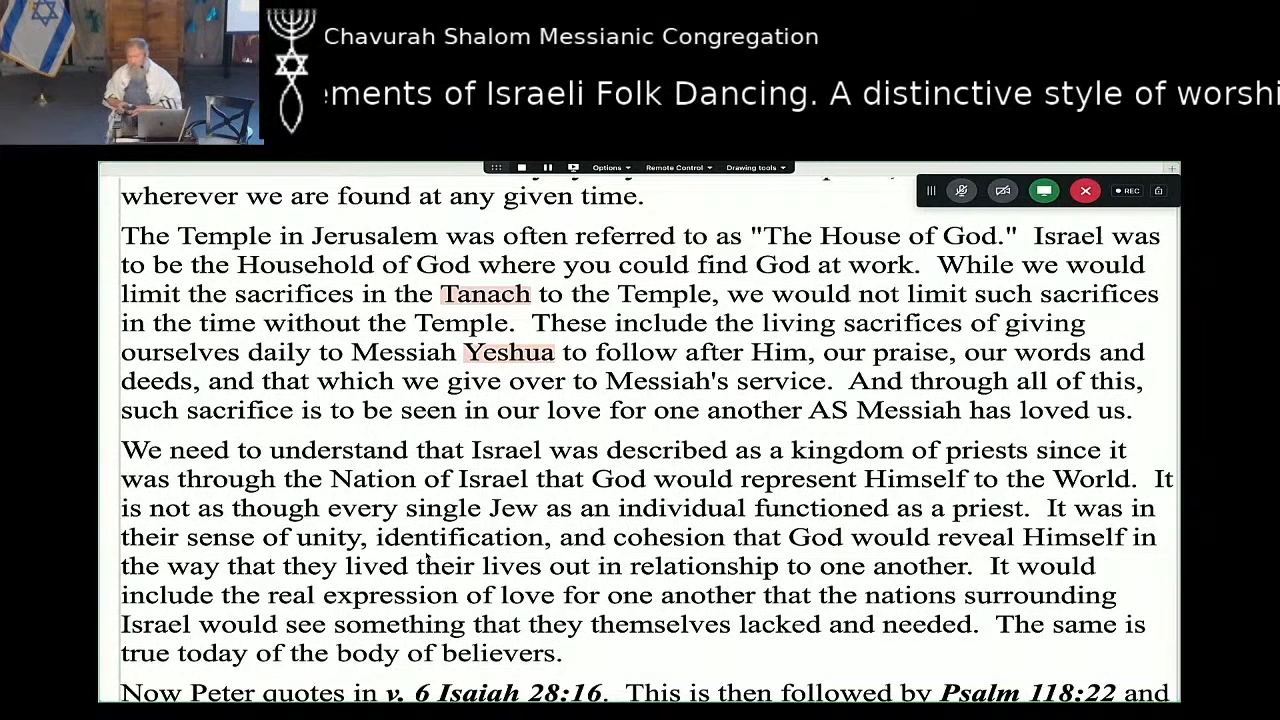 Chavurah Shalom Messianic Congregation
ments of Israeli Folk Dancing. A distinctive style of worshi
Options
Remote Control
Drawing tools
REC
wherever we are found at any given time.
The Temple in Jerusalem was often referred to as "The House of God." Israel was
to be the Household of God where you could find God at work. While we would
limit the sacrifices in the Tanach to the Temple, we would not limit such sacrifices
in the time without the Temple. These include the living sacrifices of giving
ourselves daily to Messiah Yeshua to follow after Him, our praise, our words and
deeds, and that which we give over to Messiah's service. And through all of this,
such sacrifice is to be seen in our love for one another AS Messiah has loved us.
We need to understand that Israel was described as a kingdom of priests since it
was through the Nation of Israel that God would represent Himself to the World. It
is not as though every single Jew as an individual functioned as a priest. It was in
their sense of unity, identification, and cohesion that God would reveal Himself in
the way that they lived their lives out in relationship to one another. It would
include the real expression of love for one another that the nations surrounding
Israel would see something that they themselves lacked and needed. The same is
true today of the body of believers.
Now Peter quotes in v. 6 Isaiah 28:16. This is then followed by Psalm 118:22 and